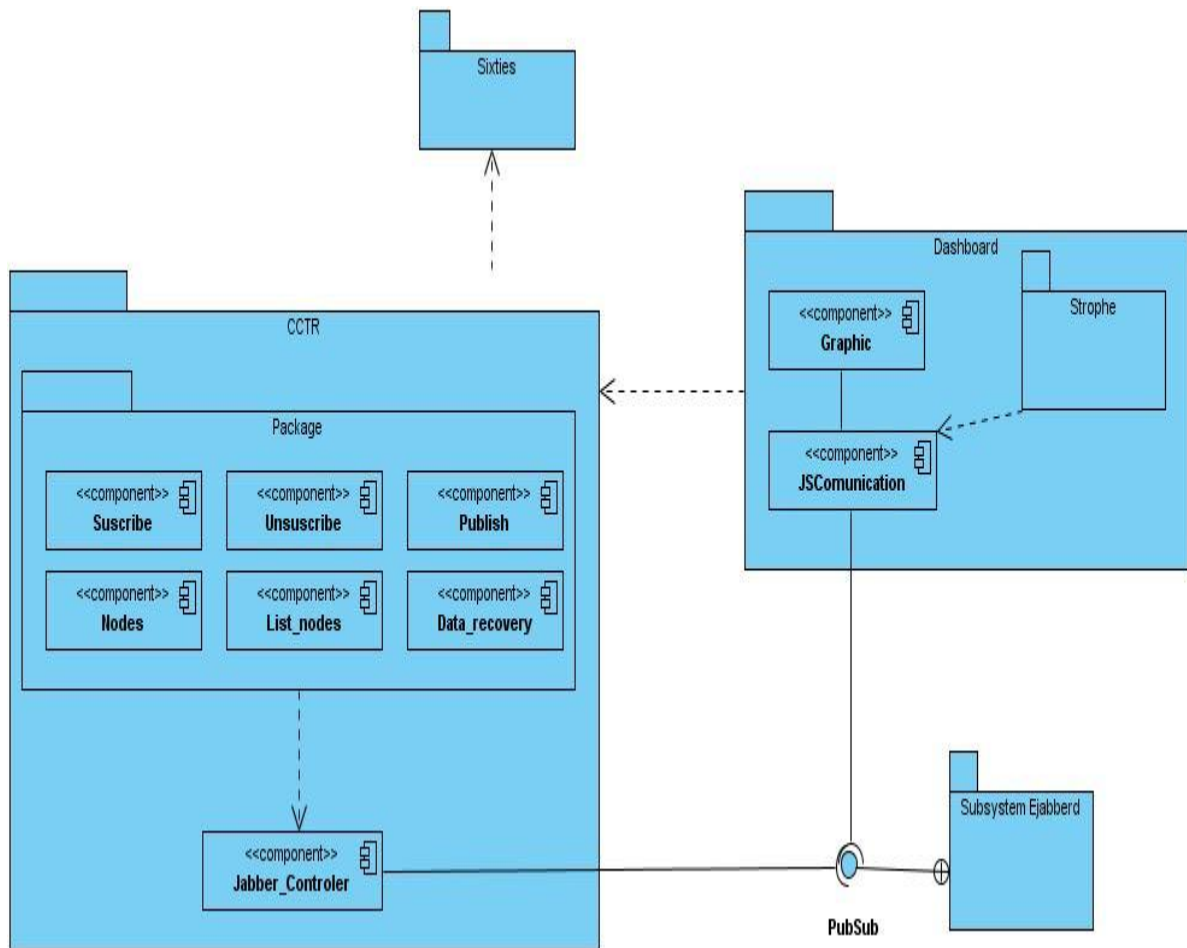 Sixties
Dashboard
<<component>>
Graphic
Strophe
<<component>>
JSComunication
CCTR
Package
<<component>>
Suscribe
<<component>>
Unsuscribe
<<component>>
Publish
<<component>>
Nodes
<<component>>
List_nodes
<<component>>
Data_recovery
<<component>>
Jabber_Controler
Subsystem Ejabberd
PubSub